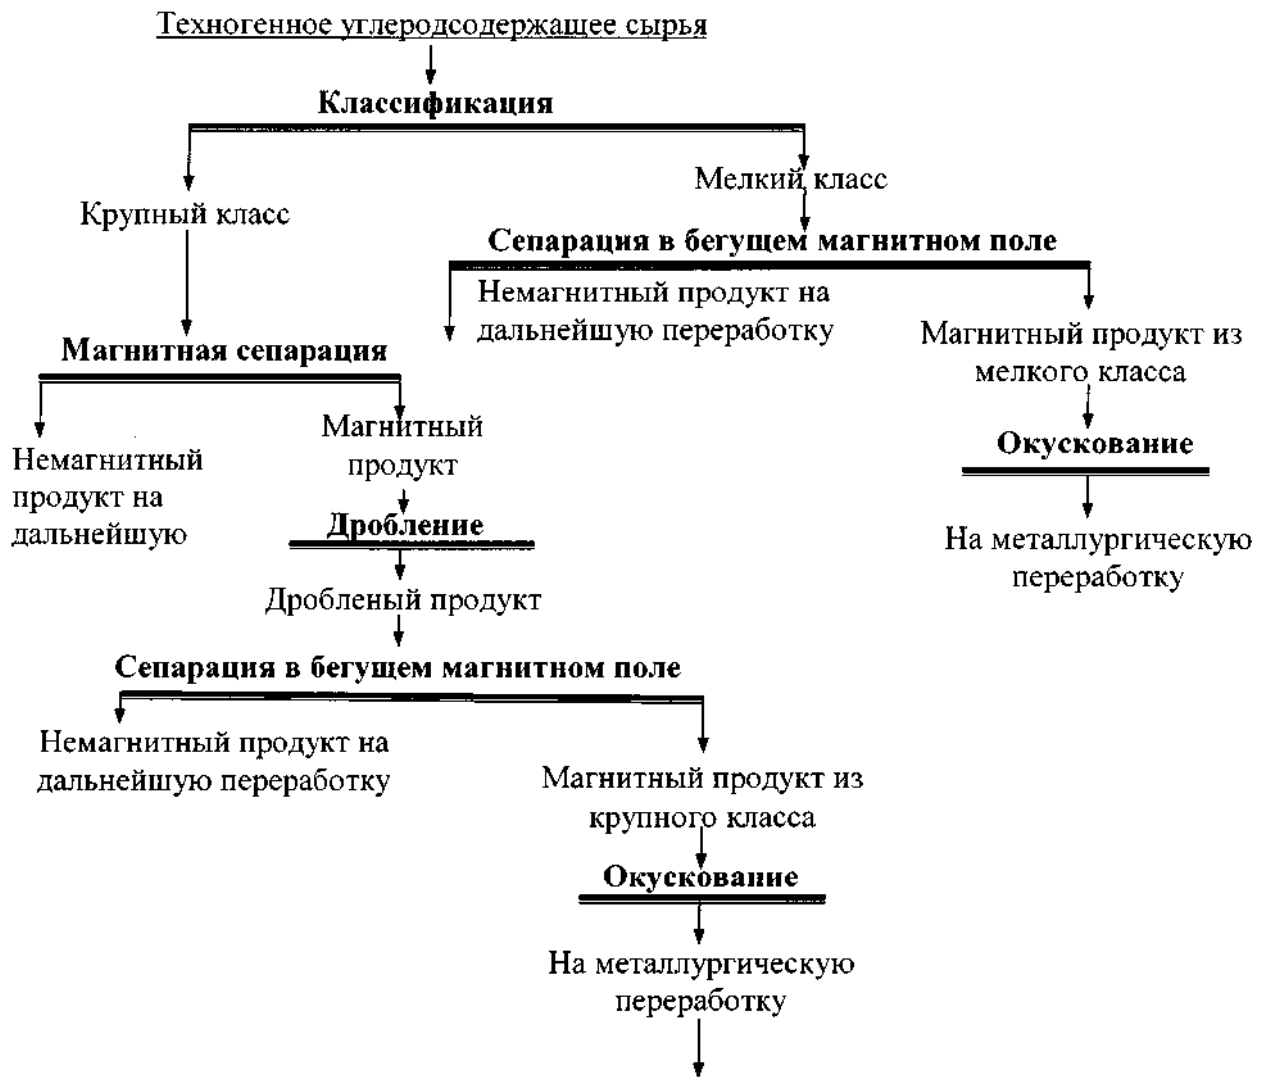 Техногенное углеродсодержащее сырья
Классификация
Мелкий класс
Крупный класс
Сепарация в бегущем магнитном поле
Немагнитный продукт на
дальнейшую переработку
Магнитный продукт из
мелкого класса
Магнитная сепарация
Магнитный
продукт
Немагнитный
продукт на
дальнейшую
Окускование
На металлургическую
переработку
Дробление
Дробленый продукт
Сепарация в бегущем магнитном поле
Немагнитный продукт на
дальнейшую переработку
Магнитный продукт из
крупного класса
Окускование
На металлургическую
переработку